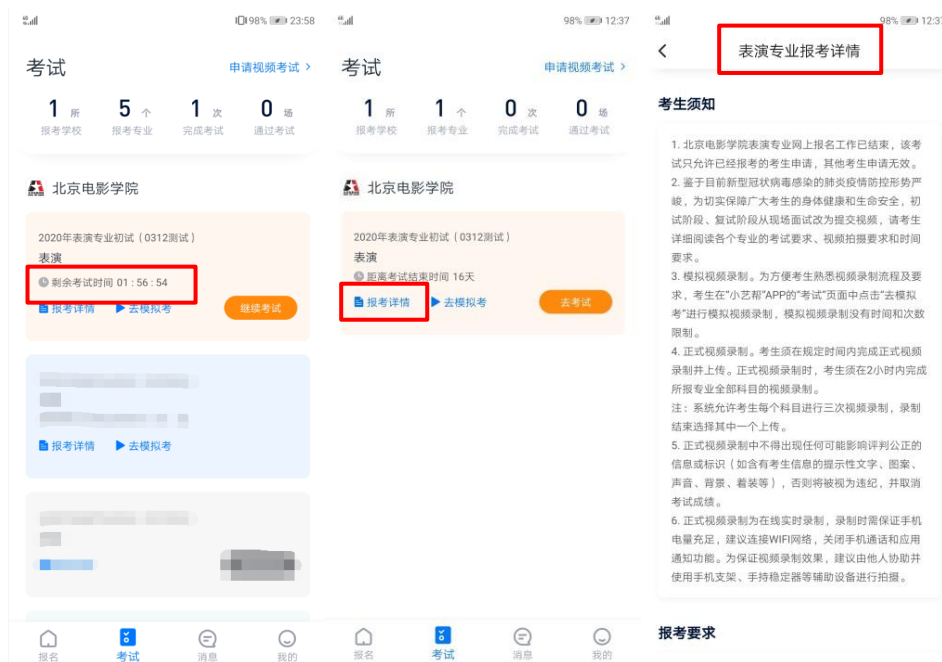 98% 23:58
考试
申请视频考试 >
1 所
5 个
1 次
0 场
报考学校
报考专业
完成考试
通过考试
北京电影学院
2020年表演专业初试(0312测试)
表演
剩余考试时间 01:56:54
报考详情
去模拟考
继续考试
报考详情
去模拟考
报名
考试
消息
我的
98% 12:37
考试
申请视频考试 >
1 所
1 个
0 次
0 场
报考学校
报考专业
完成考试
通过考试
北京电影学院
2020年表演专业初试(0312测试)
表演
距离考试结束时间 16天
报考详情
去模拟考
去考试
报名
考试
消息
我的
98% 12:37
表演专业报考详情
考生须知
1. 北京电影学院表演专业网上报名工作已结束,该考
试只允许已经报考的考生申请,其他考生申请无效。
2. 鉴于目前新型冠状病毒感染的肺炎疫情防控形势严
峻,为切实保障广大考生的身体健康和生命安全,初
试阶段、复试阶段从现场面试改为提交视频,请考生
详细阅读各个专业的考试要求、视频拍摄要求和时间
要求。
3. 模拟视频录制。为方便考生熟悉视频录制流程及要
求,考生在“小艺帮”APP的“考试”页面中点击“去模拟
考”进行模拟视频录制,模拟视频录制没有时间和次数
限制。
4. 正式视频录制。考生须在规定时间内完成正式视频
录制并上传。正式视频录制时,考生须在2小时内完成
所报专业全部科目的视频录制。
注:系统允许考生每个科目进行三次视频录制,录制
结束选择其中一个上传。
5. 正式视频录制中不得出现任何可能影响评判公正的
信息或标识(如含有考生信息的提示性文字、图案、
声音、背景、着装等),否则将被视为违纪,并取消
考试成绩。
6. 正式视频录制为在线实时录制,录制时需保证手机
电量充足,建议连接WIFI网络,关闭手机通话和应用
通知功能。为保证视频录制效果,建议由他人协助并
使用手机支架、手持稳定器等辅助设备进行拍摄。
报考要求